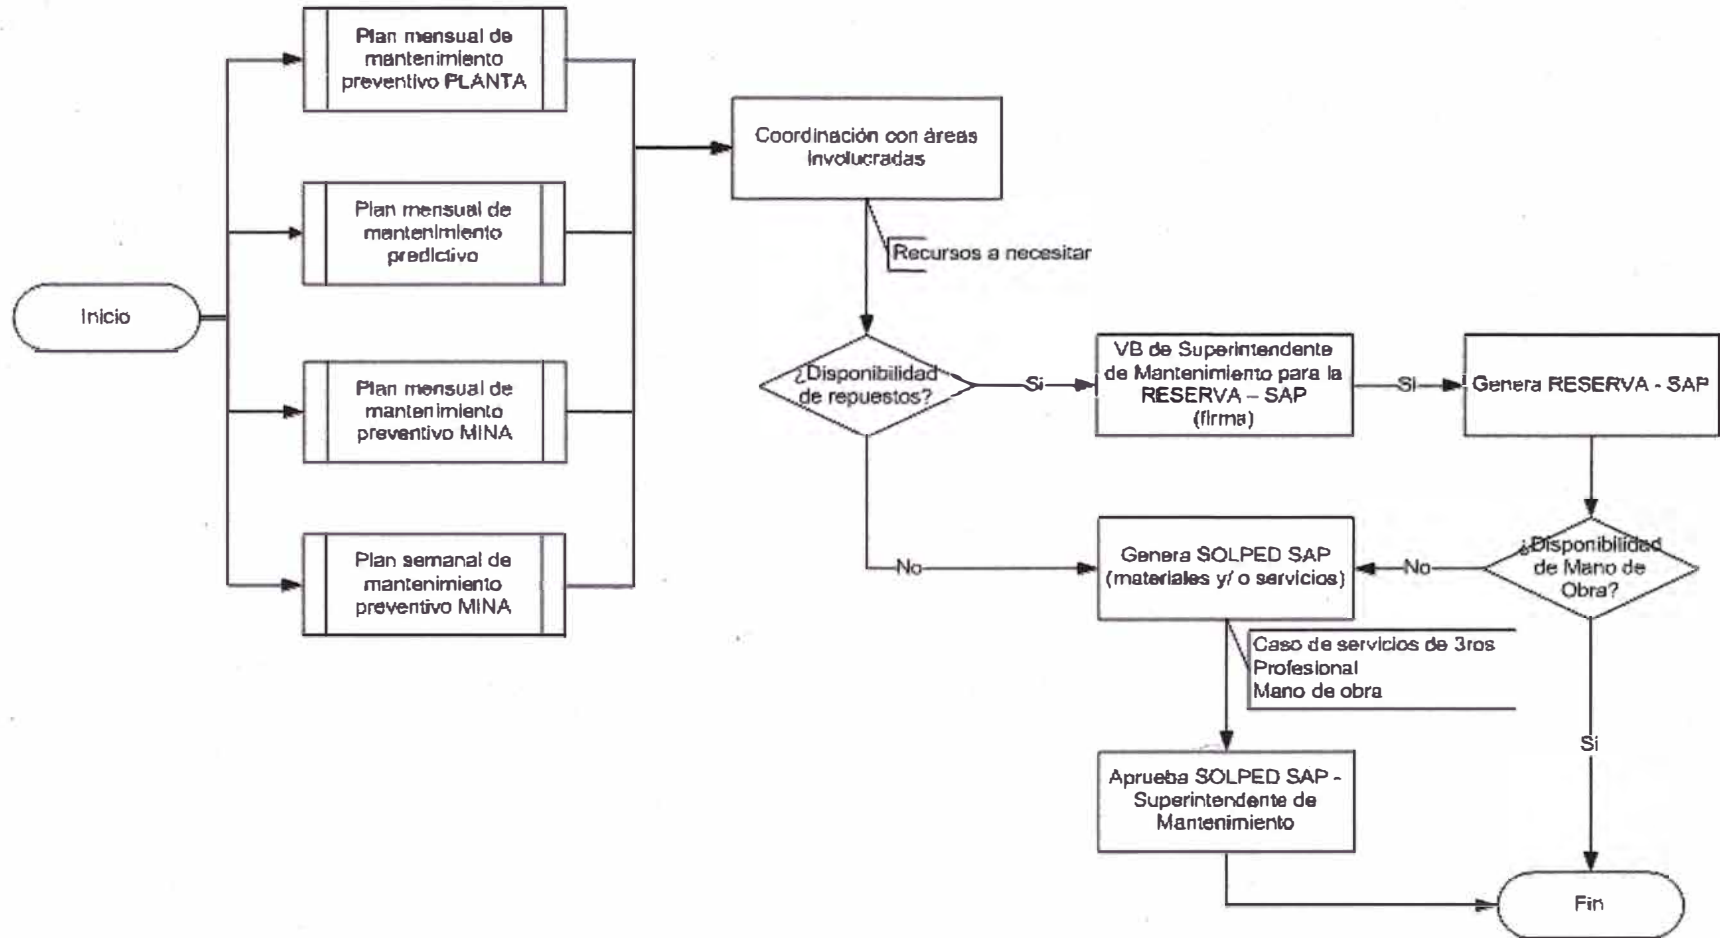 Plan mensual de
mantenimiento
preventivo PLANTA
Coordinación con áreas
involucradas
Plan mensual de
mantenimiento
predictivo
Recursos a necesitar
Inicio
¿Disponibilidad
de repuestos?
Si
VB de Superintendente
de Mantenimiento para la
RESERVA – SAP
(firma)
Si
Genera RESERVA - SAP
Plan mensual de
mantenimiento
preventivo MINA
Plan semanal de
mantenimiento
preventivo MINA
No
Genera SOLPED SAP
(materiales y/ o servicios)
No
¿Disponibilidad
de Mano de
Obra?
Caso de servicios de 3ros
Profesional
Mano de obra
Si
Aprueba SOLPED SAP -
Superintendente de
Mantenimiento
Fin